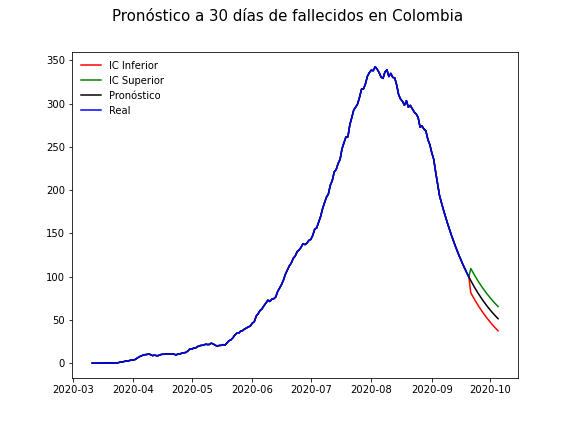 Pronóstico a 30 días de fallecidos en Colombia
IC Inferior
IC Superior
Pronóstico
Real
350
300
250
200
150
100
50
0
2020-03 2020-04 2020-05 2020-06 2020-07 2020-08 2020-09 2020-10